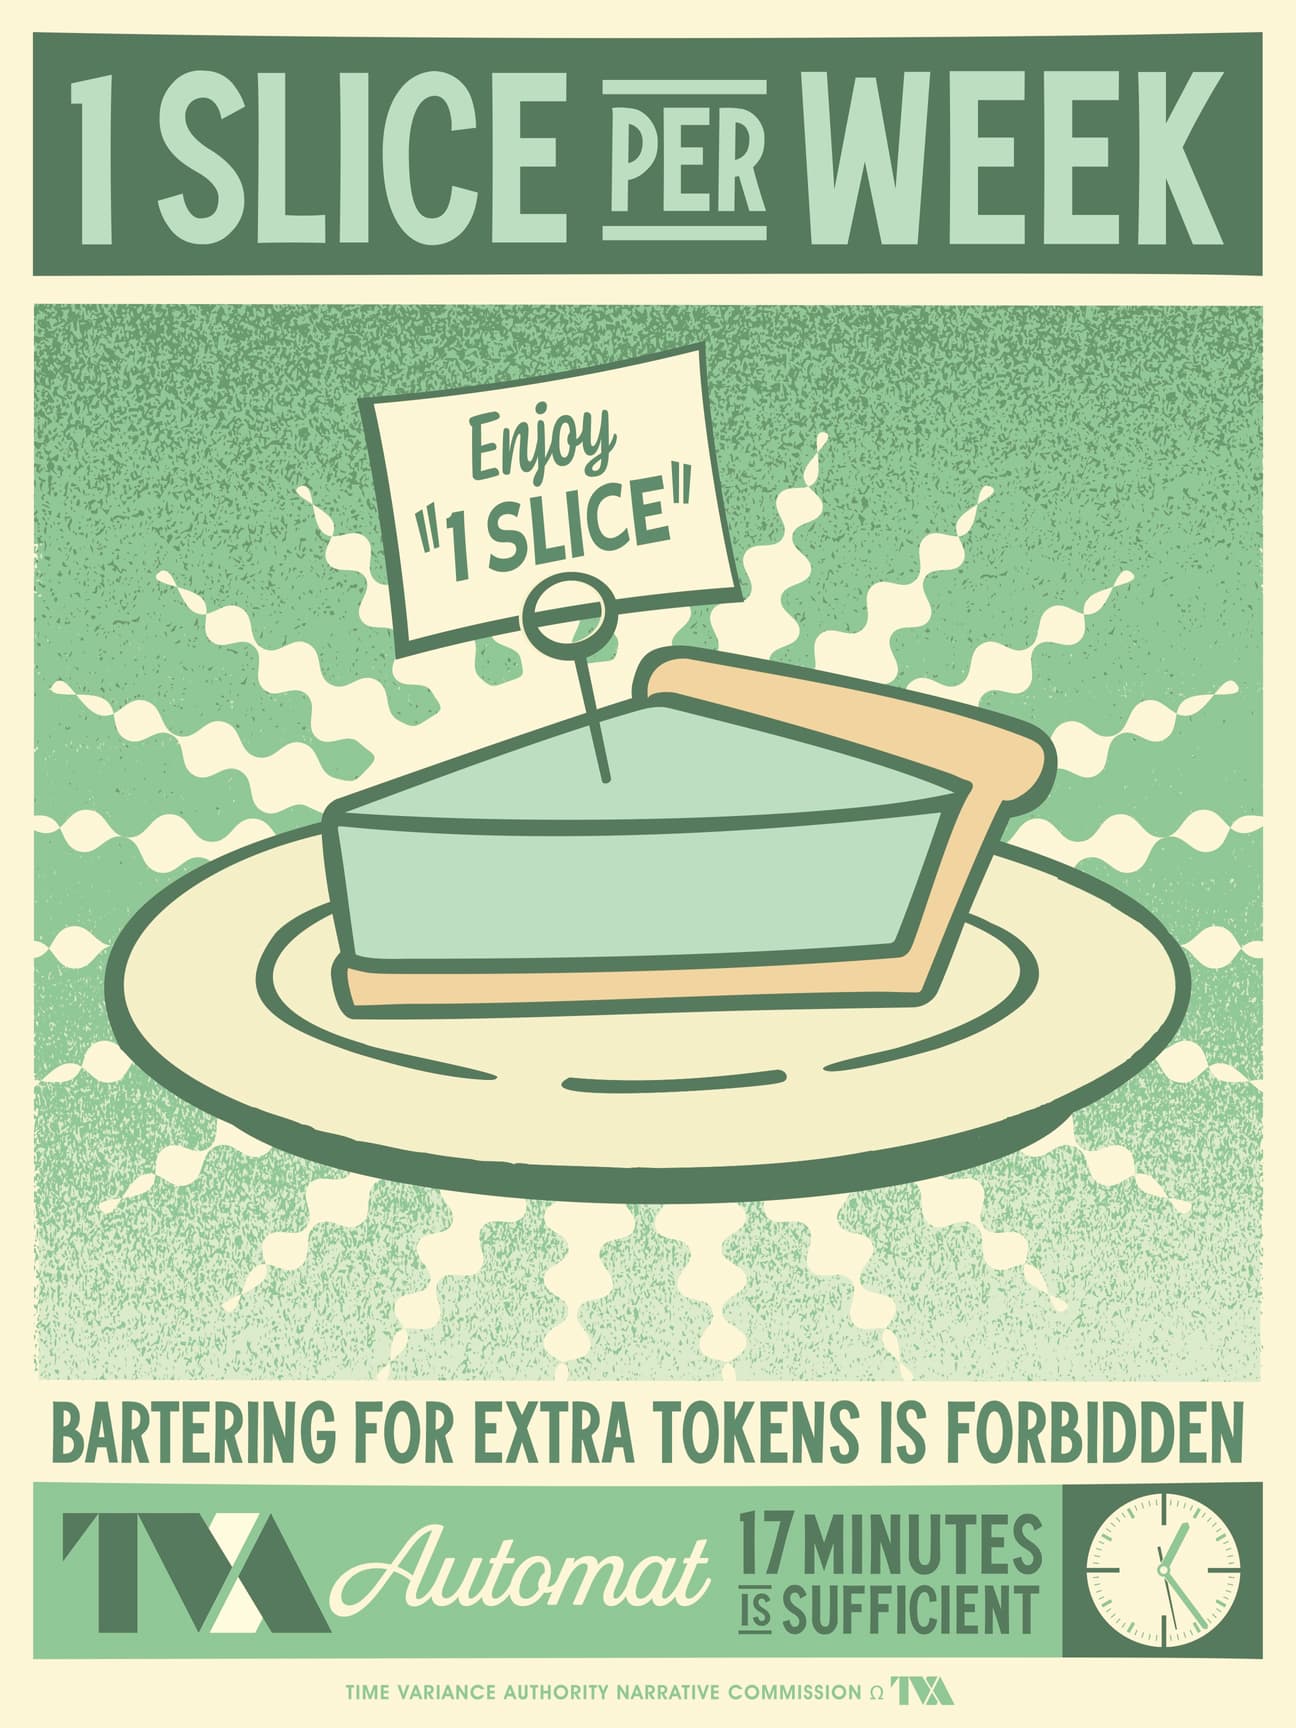 1 SLICE PER WEEK
Enjoy
"1 SLICE"
BARTERING FOR EXTRA TOKENS IS FORBIDDEN
TVA Automat
17 MINUTES
IS SUFFICIENT
TIME VARIANCE AUTHORITY NARRATIVE COMMISSION Ω TVA